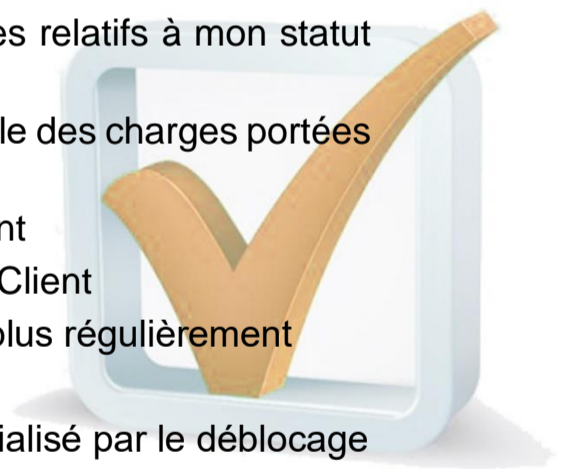 es relatifs à mon statut
le des charges portées
nt
Client
plus régulièrement
ialisé par le déblocage